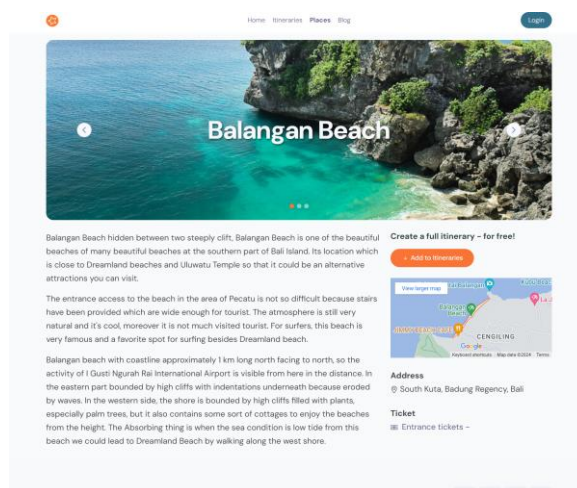 Home Itineraries Places Blog
Login
Balangan Beach
Balangan Beach hidden between two steeply clift, Balangan Beach is one of the beautiful
beaches of many beautiful beaches at the southern part of Bali Island. Its location which
is close to Dreamland beaches and Uluwatu Temple so that it could be an alternative
attractions you can visit.
The entrance access to the beach in the area of Pecatu is not so difficult because stairs
have been provided which are wide enough for tourist. The atmosphere is still very
natural and it's cool, moreover it is not much visited tourist. For surfers, this beach is
very famous and a favorite spot for surfing besides Dreamland beach.
Balangan beach with coastline approximately 1 km long north facing to north, so the
activity of I Gusti Ngurah Rai International Airport is visible from here in the distance. In
the eastern part bounded by high cliffs with indentations underneath because eroded
by waves. In the western side, the shore is bounded by high cliffs filled with plants,
especially palm trees, but it also contains some sort of cottages to enjoy the beaches
from the height. The Absorbing thing is when the sea condition is low tide from this
beach we could lead to Dreamland Beach by walking along the west shore.
Create a full itinerary - for free!
+ Add to Itineraries
View larger map
Balangan
Beach
JIMMY BEACH CAFE
CENGILING
Google
Keyboard shortcuts Map data ©2024 Terms
Address
South Kuta, Badung Regency, Bali
Ticket
Entrance tickets -